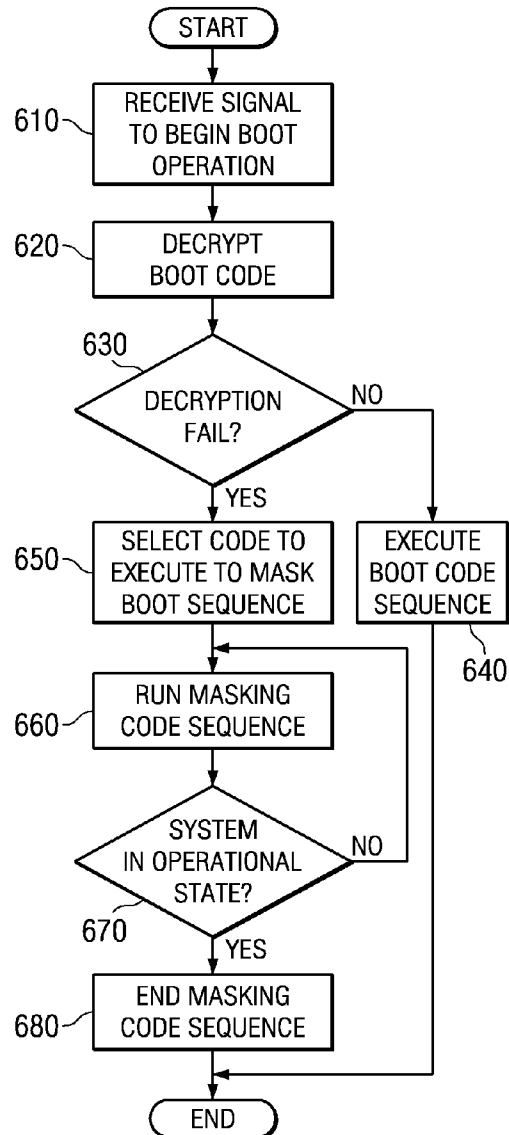 START
610
RECEIVE SIGNAL
TO BEGIN BOOT
OPERATION
620
DECRYPT
BOOT CODE
630
DECRYPTION
FAIL?
NO
YES
650
SELECT CODE TO
EXECUTE TO MASK
BOOT SEQUENCE
EXECUTE
BOOT CODE
SEQUENCE
640
660
RUN MASKING
CODE SEQUENCE
SYSTEM
IN OPERATIONAL
STATE?
NO
670
YES
680
END MASKING
CODE SEQUENCE
END